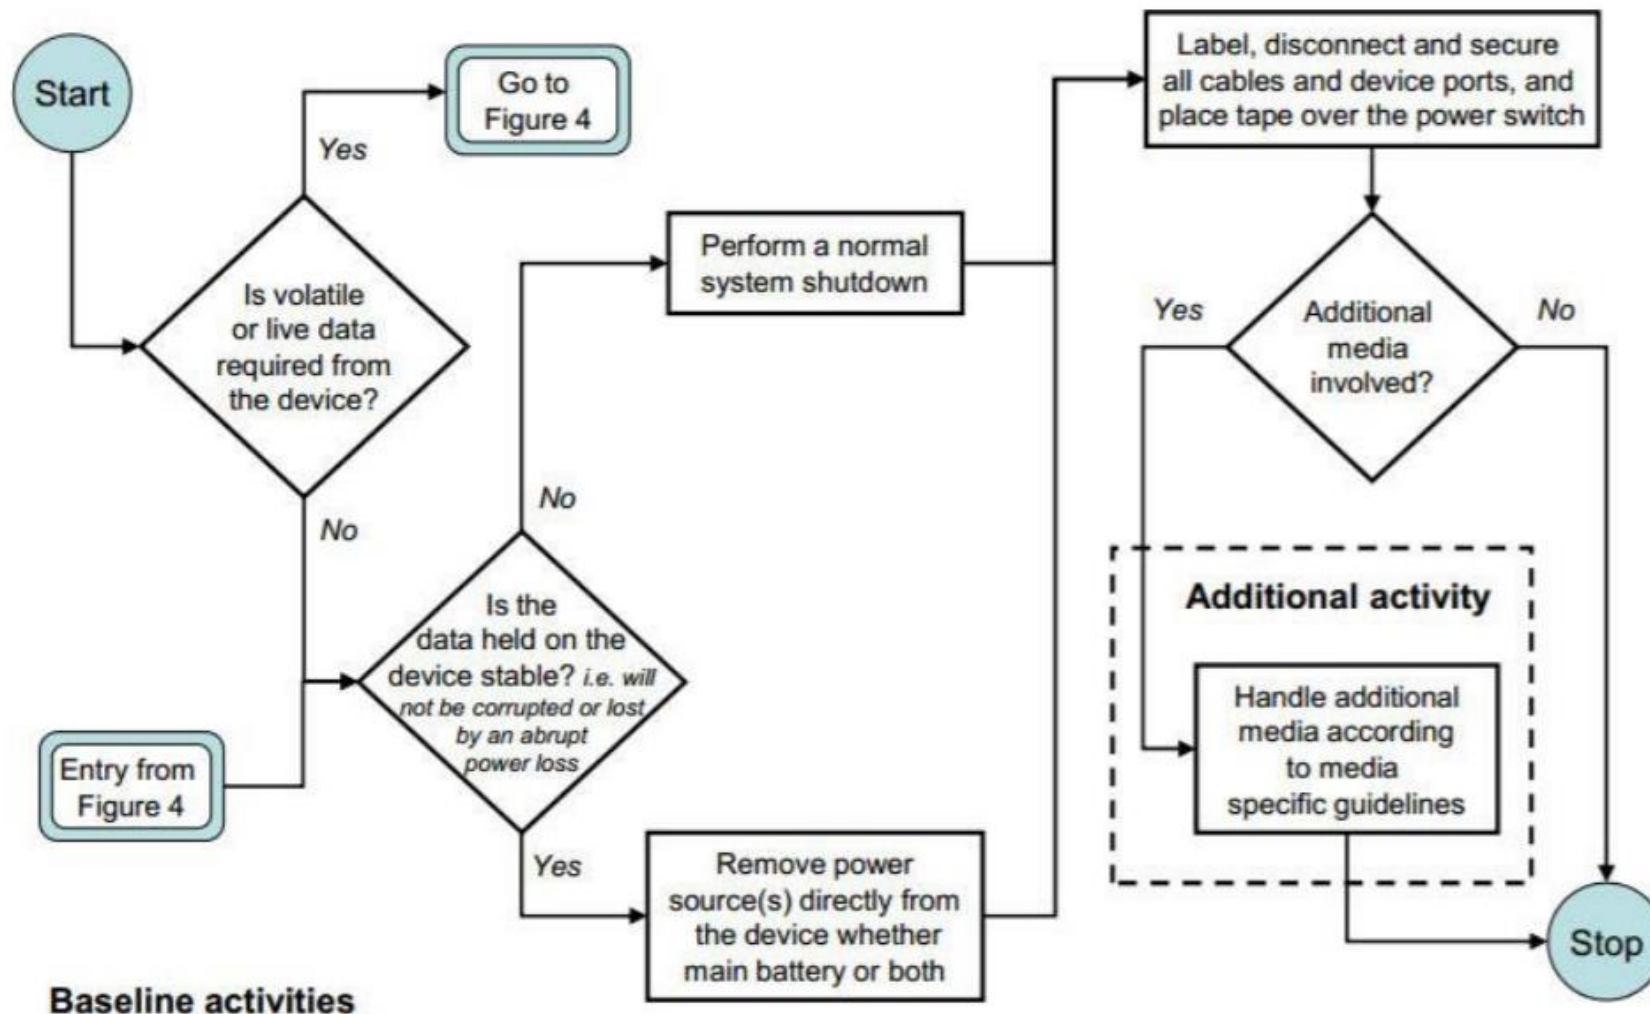 Start
Go to
Figure 4
Yes
Is volatile
or live data
required from
the device?
No
Entry from
Figure 4
Is the
data held on the
device stable? i.e. will
not be corrupted or lost
by an abrupt
power loss
No
Perform a normal
system shutdown
Yes
Remove power
source(s) directly from
the device whether
main battery or both
Label, disconnect and secure
all cables and device ports, and
place tape over the power switch
Additional
media
involved?
Yes
No
Additional activity
Handle additional
media according
to media
specific guidelines
Stop
Baseline activities